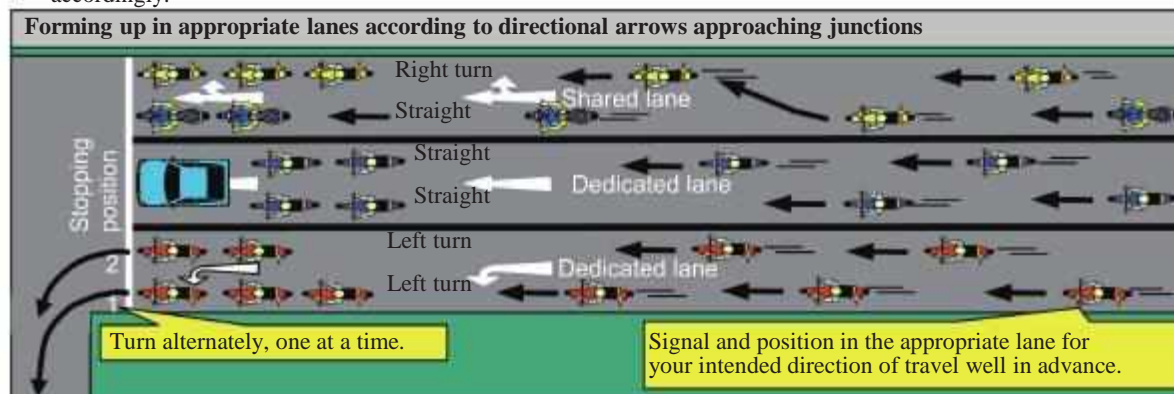 accordingly.
Forming up in appropriate lanes according to directional arrows approaching junctions
Right turn
Shared lane
Straight
Straight
Dedicated lane
Straight
Stopping
position
Left turn
Dedicated lane
2
Left turn
1
Turn alternately, one at a time.
Signal and position in the appropriate lane for
your intended direction of travel well in advance.